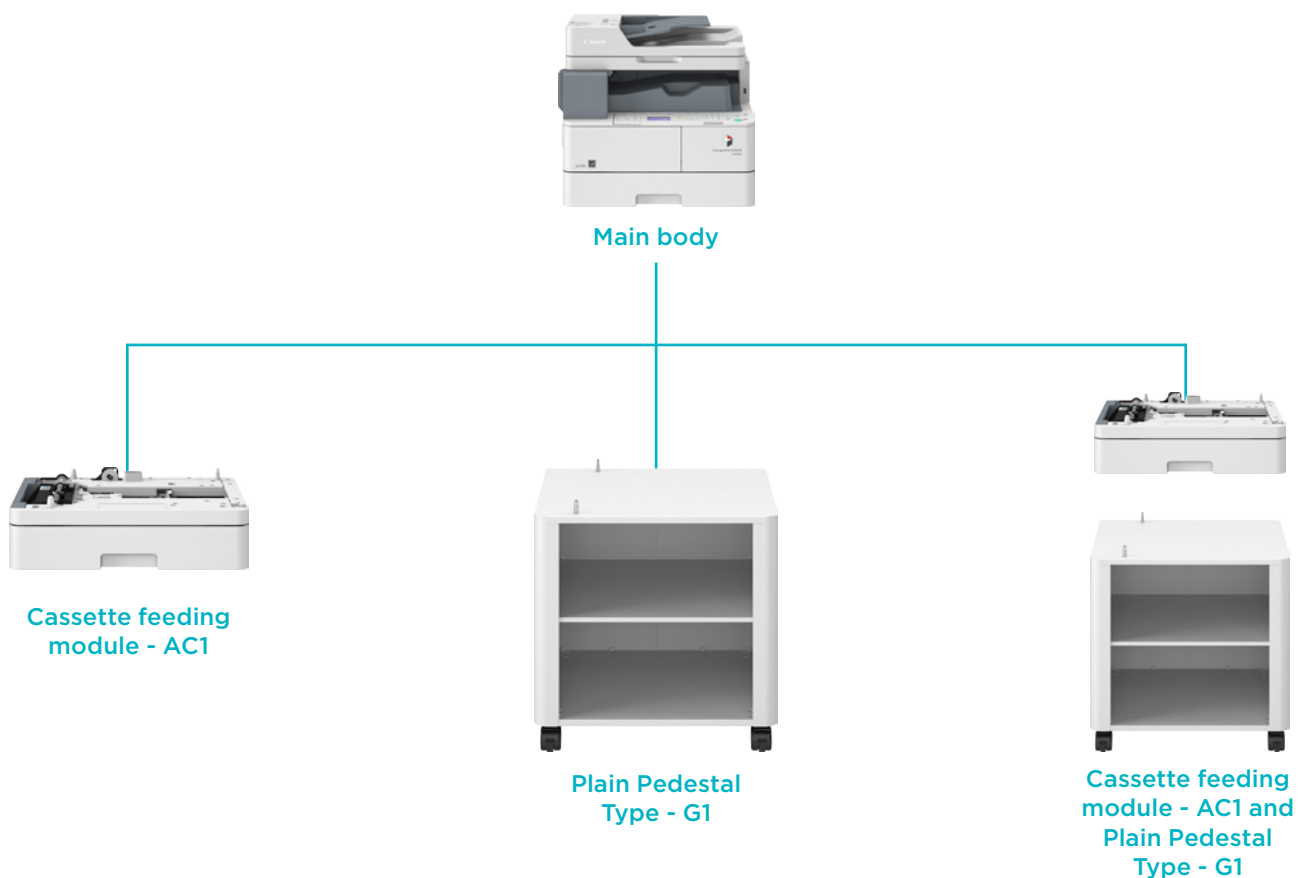 Canon
Main body
Cassette feeding
module - AC1
Plain Pedestal
Type - G1
Cassette feeding
module - AC1 and
Plain Pedestal
Type - G1